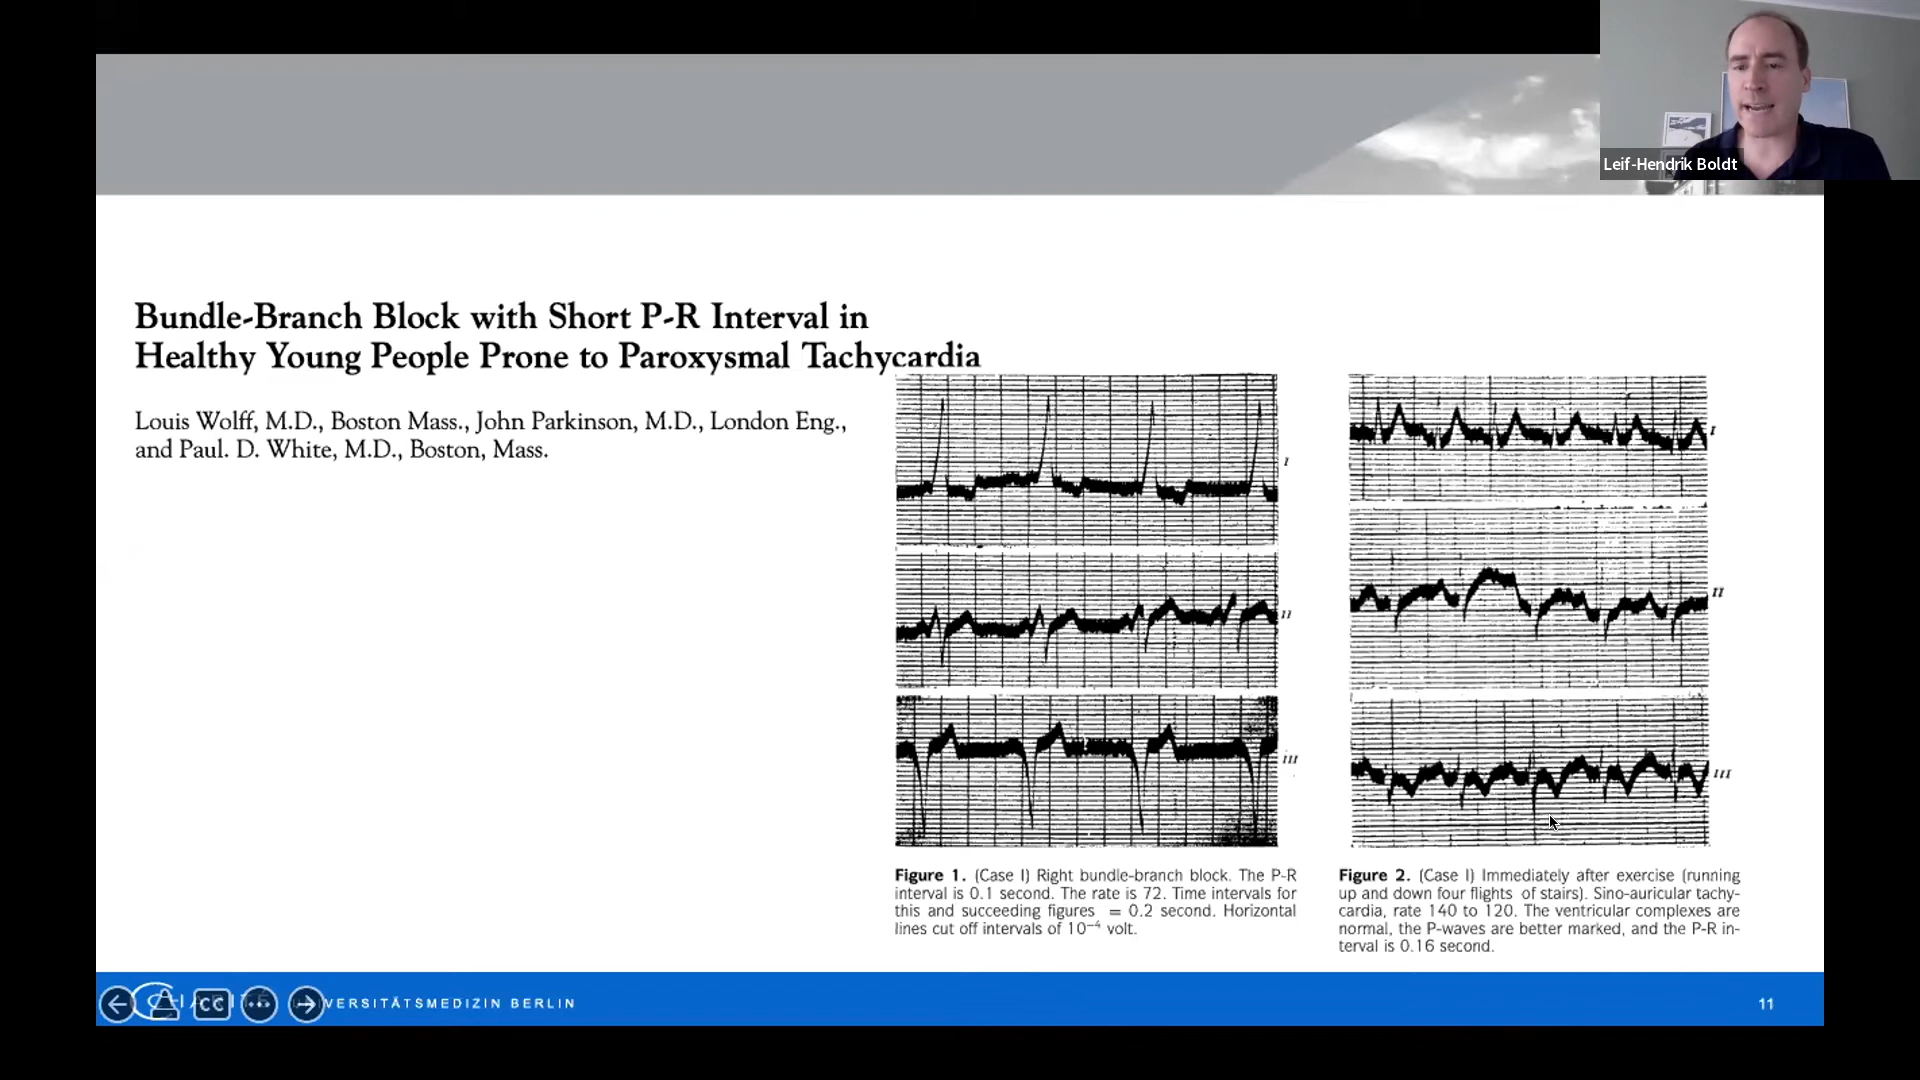 Leif-Hendrik Boldt
Bundle-Branch Block with Short P-R Interval in
Healthy Young People Prone to Paroxysmal Tachycardia
Louis Wolff, M.D., Boston Mass., John Parkinson, M.D., London Eng.,
and Paul. D. White, M.D., Boston, Mass.
I
II
III
I
II
III
Figure 1. (Case I) Right bundle-branch block. The P-R
interval is 0.1 second. The rate is 72. Time intervals for
this and succeeding figures = 0.2 second. Horizontal
lines cut off intervals of 10⁻⁴ volt.
Figure 2. (Case I) Immediately after exercise (running
up and down four flights of stairs). Sino-auricular tachy-
cardia, rate 140 to 120. The ventricular complexes are
normal, the P-waves are better marked, and the P-R in-
terval is 0.16 second.
CC
VERSITÄTSMEDIZIN BERLIN
11